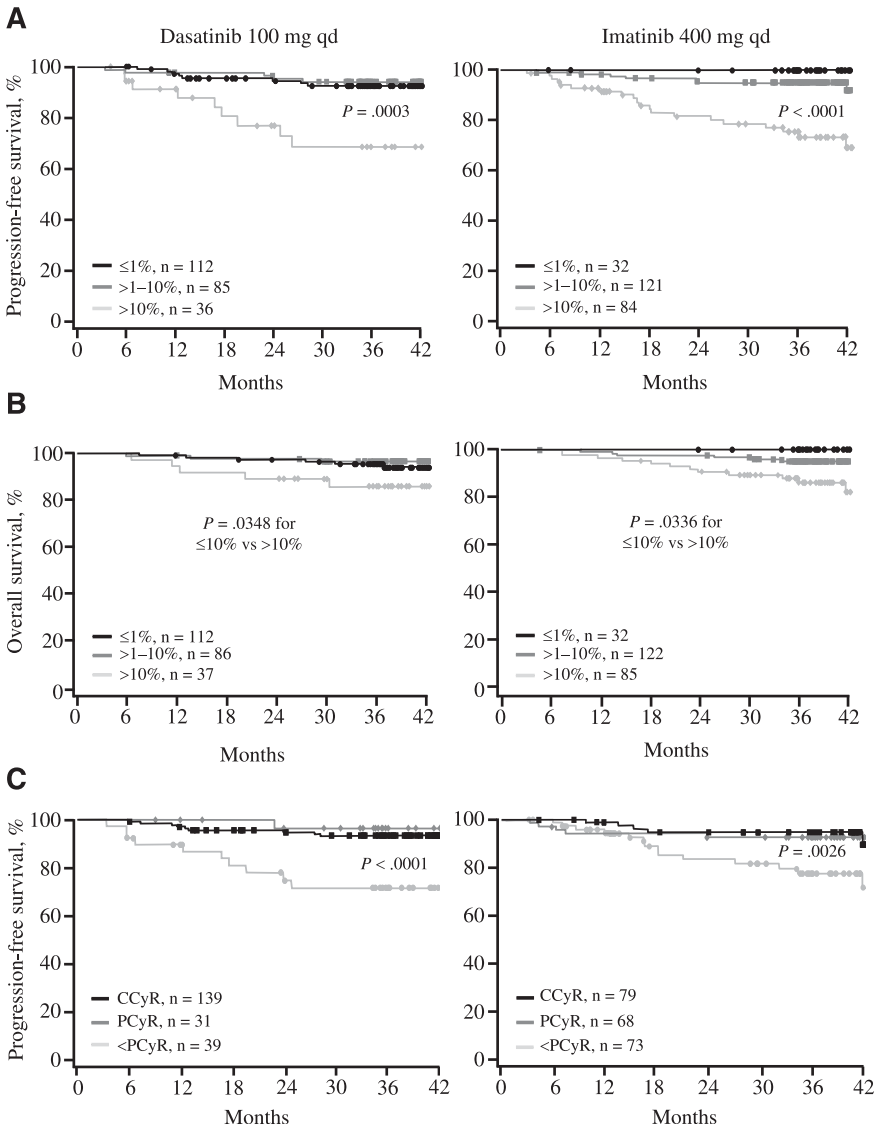 A
Dasatinib 100 mg qd
Imatinib 400 mg qd
Progression-free survival, %
100
80
60
40
20
0
P = .0003
≤1%, n = 112
>1–10%, n = 85
>10%, n = 36
0 6 12 18 24 30 36 42
Months
100
80
60
40
20
0
P < .0001
≤1%, n = 32
>1–10%, n = 121
>10%, n = 84
0 6 12 18 24 30 36 42
Months
B
Overall survival, %
100
80
60
40
20
0
P = .0348 for
≤10% vs >10%
≤1%, n = 112
>1–10%, n = 86
>10%, n = 37
0 6 12 18 24 30 36 42
Months
100
80
60
40
20
0
P = .0336 for
≤10% vs >10%
≤1%, n = 32
>1–10%, n = 122
>10%, n = 85
0 6 12 18 24 30 36 42
Months
C
Progression-free survival, %
100
80
60
40
20
0
P < .0001
CCyR, n = 139
PCyR, n = 31
<PCyR, n = 39
0 6 12 18 24 30 36 42
Months
100
80
60
40
20
0
P = .0026
CCyR, n = 79
PCyR, n = 68
<PCyR, n = 73
0 6 12 18 24 30 36 42
Months